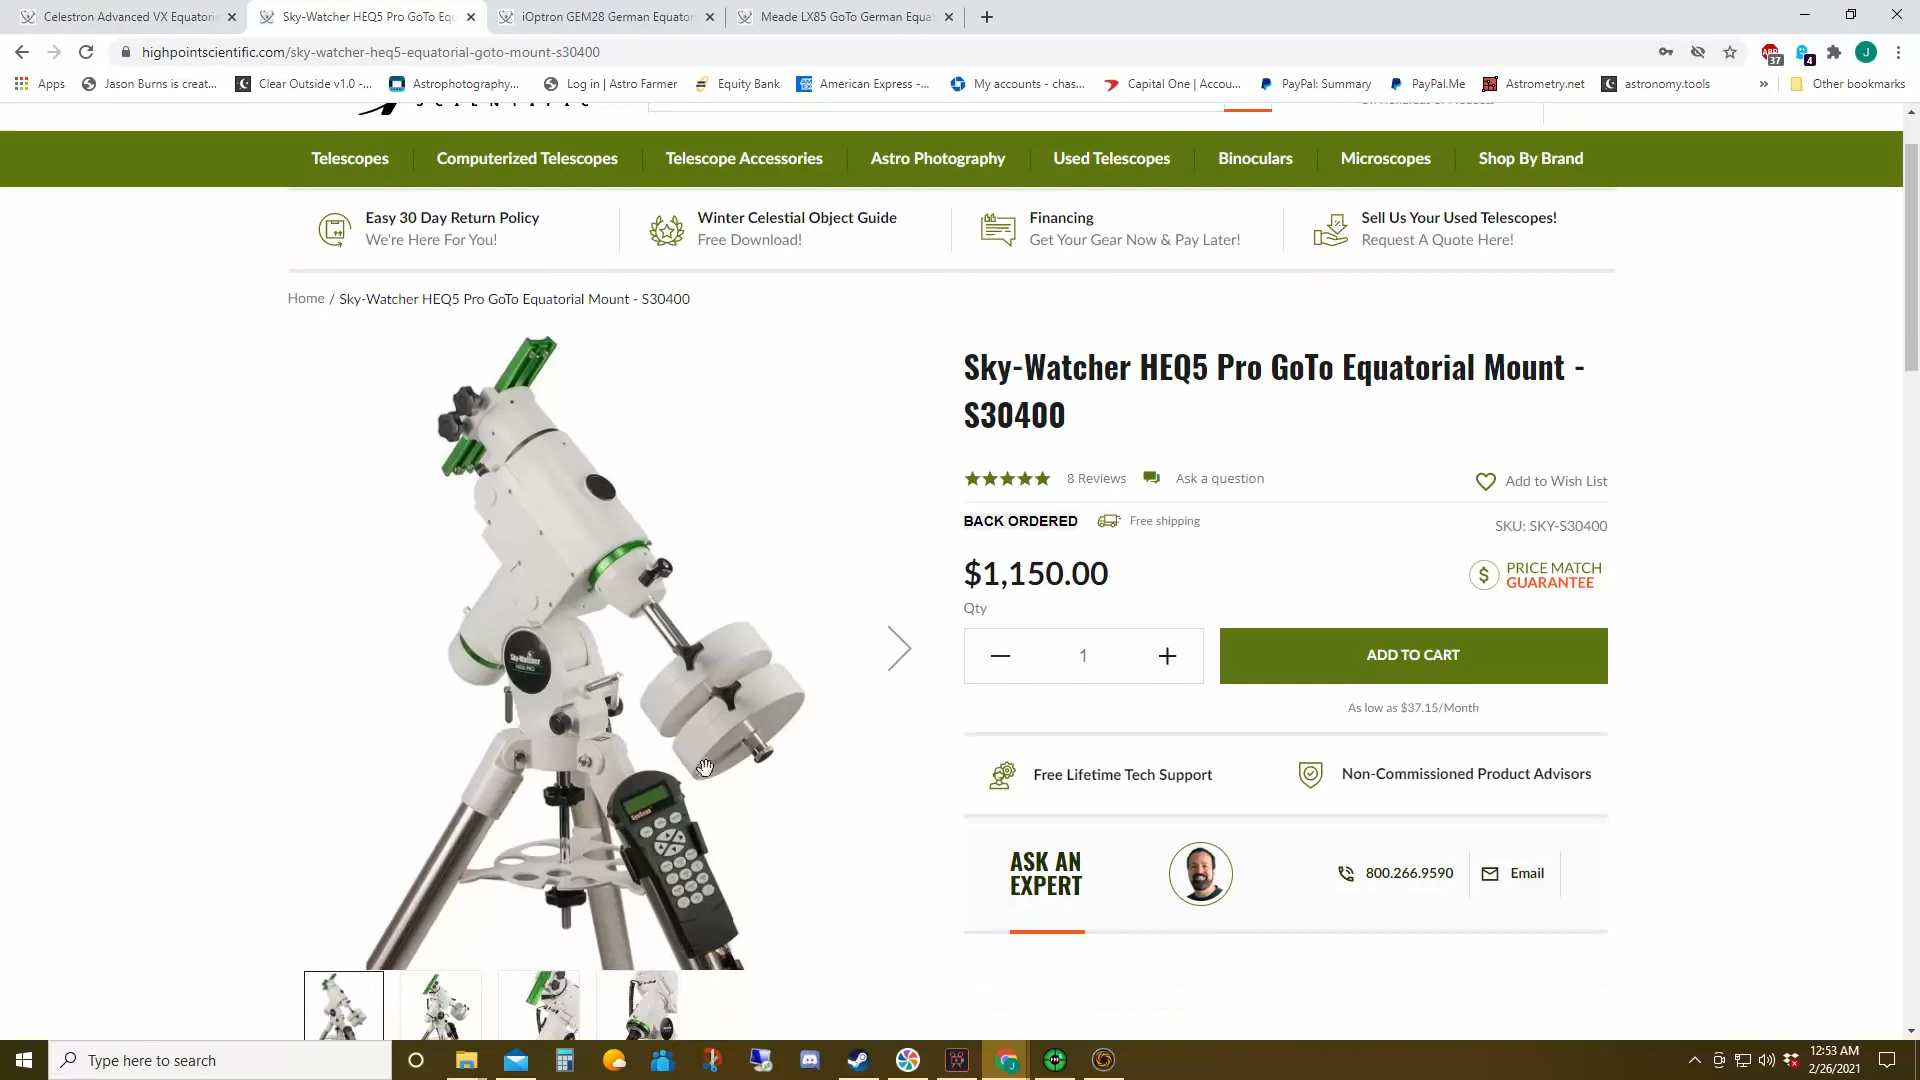 Celestron Advanced VX Equatori
Sky-Watcher HEQ5 Pro GoTo Equ
iOptron GEM28 German Equator
Meade LX85 GoTo German Equa
highpointscientific.com/sky-watcher-heq5-equatorial-goto-mount-s30400
ABP
37
4
J
Apps
Jason Burns is creat...
Clear Outside v1.0 -...
Astrophotography...
Log in | Astro Farmer
Equity Bank
American Express -...
My accounts - chas...
Capital One | Accou...
PayPal: Summary
PayPal.Me
Astrometry.net
astronomy.tools
»
Other bookmarks
SCIENTIFIC
Telescopes
Computerized Telescopes
Telescope Accessories
Astro Photography
Used Telescopes
Binoculars
Microscopes
Shop By Brand
Easy 30 Day Return Policy
We're Here For You!
Winter Celestial Object Guide
Free Download!
Financing
Get Your Gear Now & Pay Later!
Sell Us Your Used Telescopes!
Request A Quote Here!
Home / Sky-Watcher HEQ5 Pro GoTo Equatorial Mount - S30400
Sky-Watcher
Sky-Watcher HEQ5 Pro GoTo Equatorial Mount -
S30400
8 Reviews
Ask a question
Add to Wish List
BACK ORDERED
Free shipping
SKU: SKY-S30400
$1,150.00
$
PRICE MATCH
GUARANTEE
Qty
1
ADD TO CART
As low as $37.15/Month
Free Lifetime Tech Support
Non-Commissioned Product Advisors
ASK AN
EXPERT
800.266.9590
Email
Type here to search
12:53 AM
2/26/2021